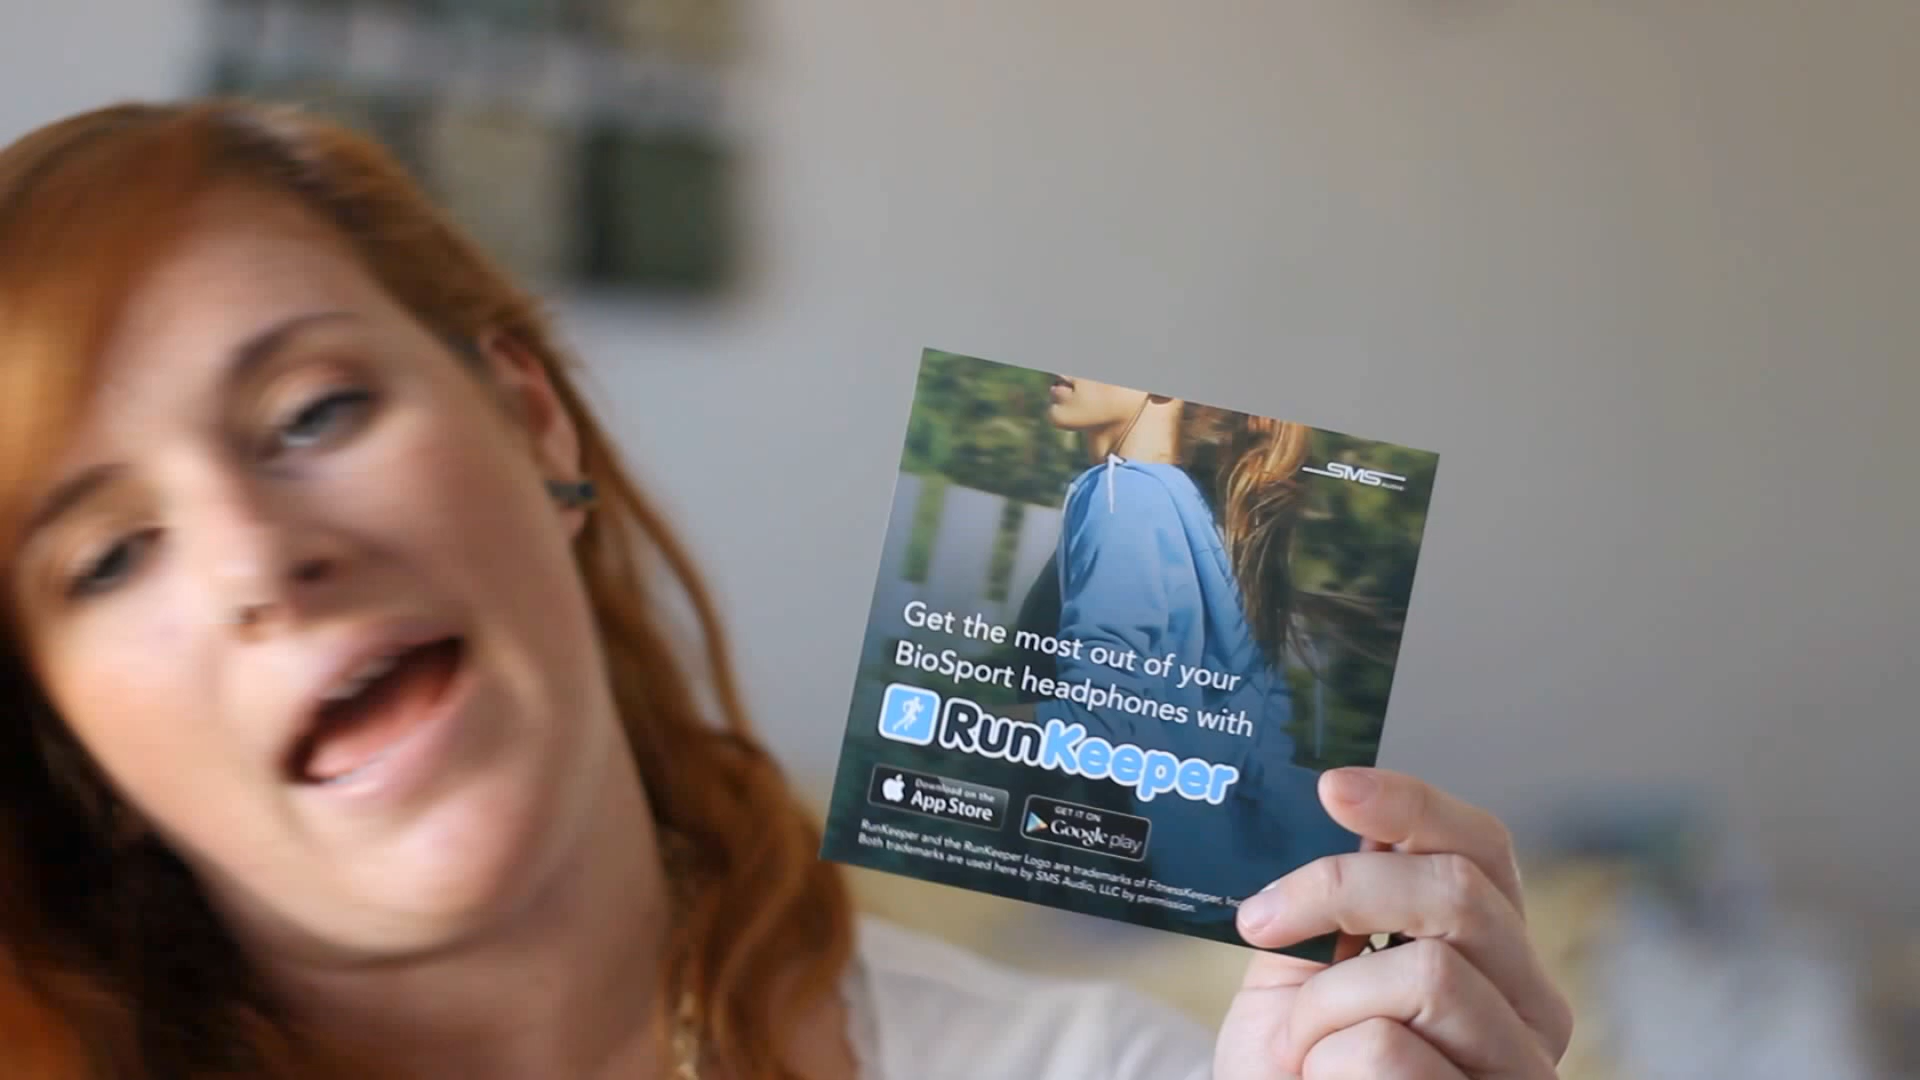 SMS
AUDIO
Get the most out of your
BioSport headphones with
RunKeeper
Download on the
App Store
GET IT ON
Google play
RunKeeper and the RunKeeper Logo are trademarks of FitnessKeeper, Inc
Both trademarks are used here by SMS Audio, LLC by permission.